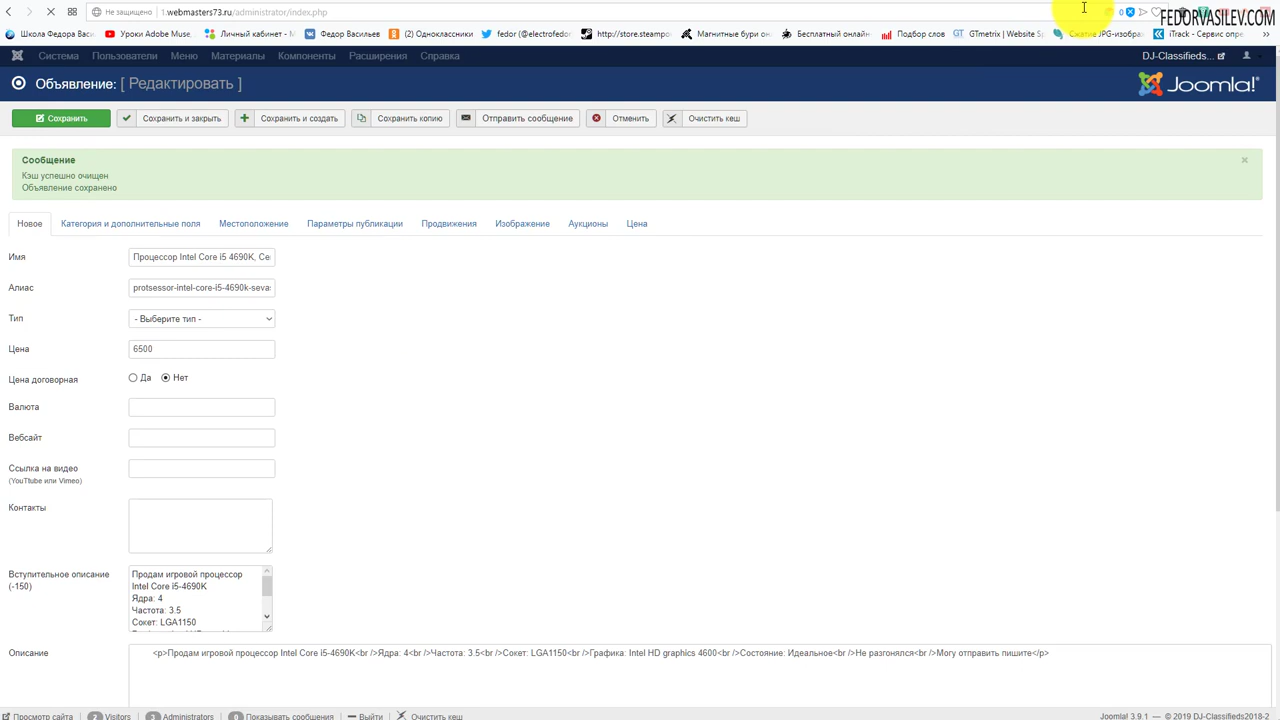 Не защищено 1.webmasters73.ru/administrator/index.php
FEDORVASILEV.COM
Школа Федора Васи... Уроки Adobe Muse, Личный кабинет - Федор Васильев (2) Одноклассники fedor (@electrofedor) http://store.steampo Магнитные бури он Бесплатный онлайн Подбор слов GTmetrix | Website Sp Сжатие JPG-изобра iTrack - Сервис опре
Система Пользователи Меню Материалы Компоненты Расширения Справка DJ-Classifieds...
Объявление: [ Редактировать ] Joomla!®
Сохранить Сохранить и закрыть Сохранить и создать Сохранить копию Отправить сообщение Отменить Очистить кеш
Сообщение ×
Кэш успешно очищен
Объявление сохранено
Новое Категория и дополнительные поля Местоположение Параметры публикации Продвижения Изображение Аукционы Цена
Имя Процессор Intel Core i5 4690K, Се
Алиас protsessor-intel-core-i5-4690k-seva
Тип - Выберите тип -
Цена 6500
Цена договорная Да Нет
Валюта
Вебсайт
Ссылка на видео
(YouTtube или Vimeo)
Контакты
Вступительное описание
(-150)
Продам игровой процессор
Intel Core i5-4690K
Ядра: 4
Частота: 3.5
Сокет: LGA1150
Описание <p>Продам игровой процессор Intel Core i5-4690K<br />Ядра: 4<br />Частота: 3.5<br />Сокет: LGA1150<br />Графика: Intel HD graphics 4600<br />Состояние: Идеальное<br />Не разгонялся<br />Могу отправить пишите</p>
Просмотр сайта Visitors Administrators 0 Показывать сообщения Выйти Очистить кеш Joomla! 3.9.1 — © 2019 DJ-Classifieds2018-2